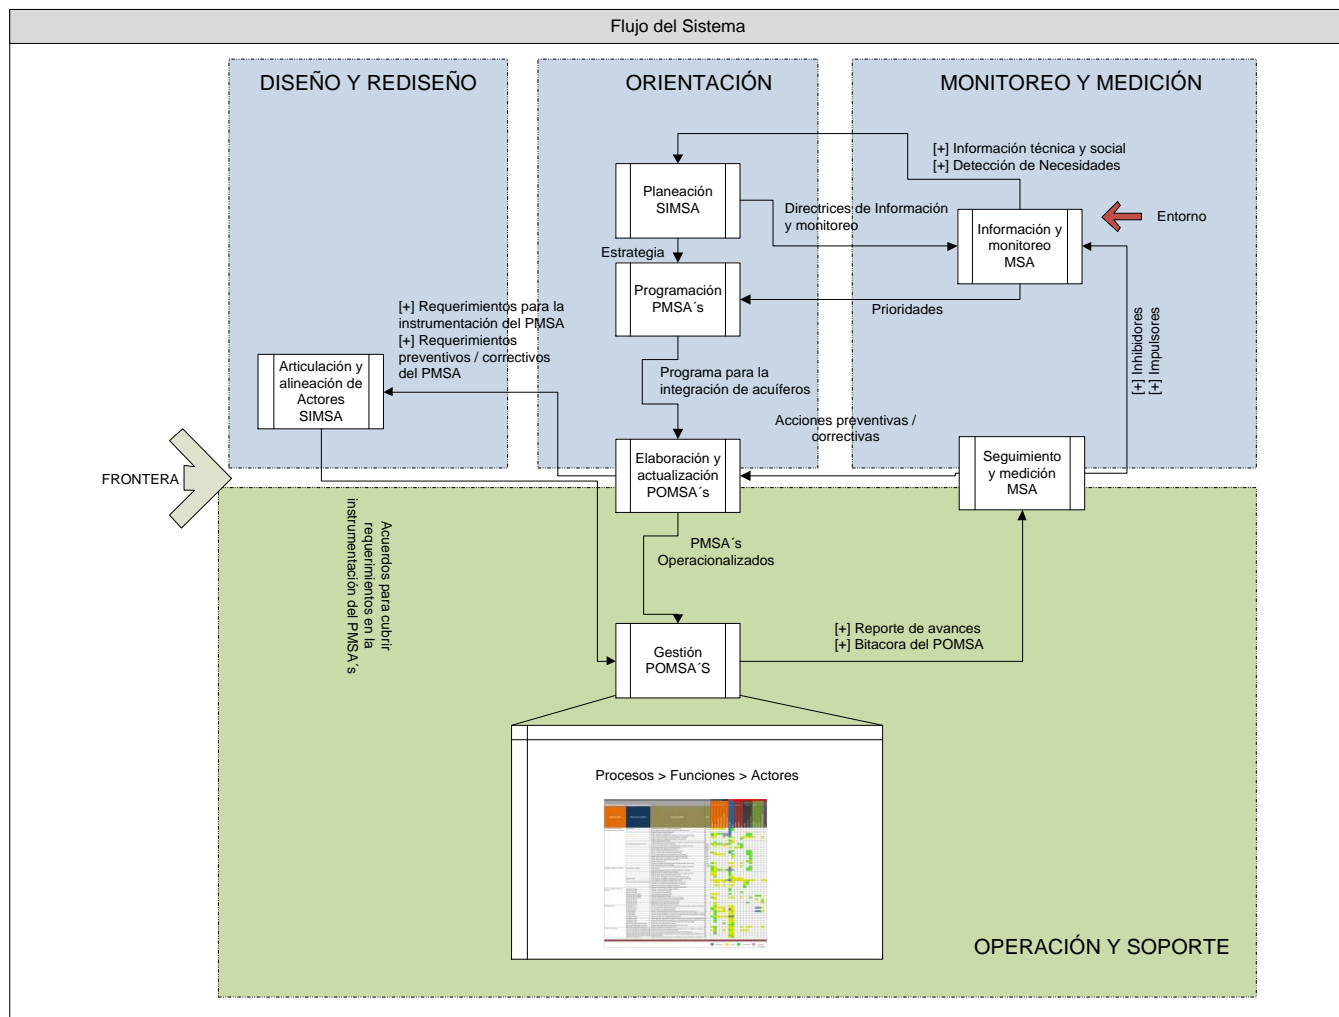 Flujo del Sistema
DISEÑO Y REDISEÑO
ORIENTACIÓN
MONITOREO Y MEDICIÓN
[+] Información técnica y social
[+] Detección de Necesidades
Planeación
SIMSA
Directrices de Información
y monitoreo
Información y
monitoreo
MSA
Entorno
Estrategia
Programación
PMSA´s
Prioridades
[+] Requerimientos para la
instrumentación del PMSA
[+] Requerimientos
preventivos / correctivos
del PMSA
[+] Inhibidores
[+] Impulsores
Articulación y
alineación de
Actores
SIMSA
Programa para la
integración de acuíferos
Acciones preventivas /
correctivas
Elaboración y
actualización
POMSA´s
Seguimiento
y medición
MSA
FRONTERA
Acuerdos para cubrir
requerimientos en la
instrumentación del PMSA´s
PMSA´s
Operacionalizados
Gestión
POMSA´S
[+] Reporte de avances
[+] Bitacora del POMSA
Procesos > Funciones > Actores
OPERACIÓN Y SOPORTE